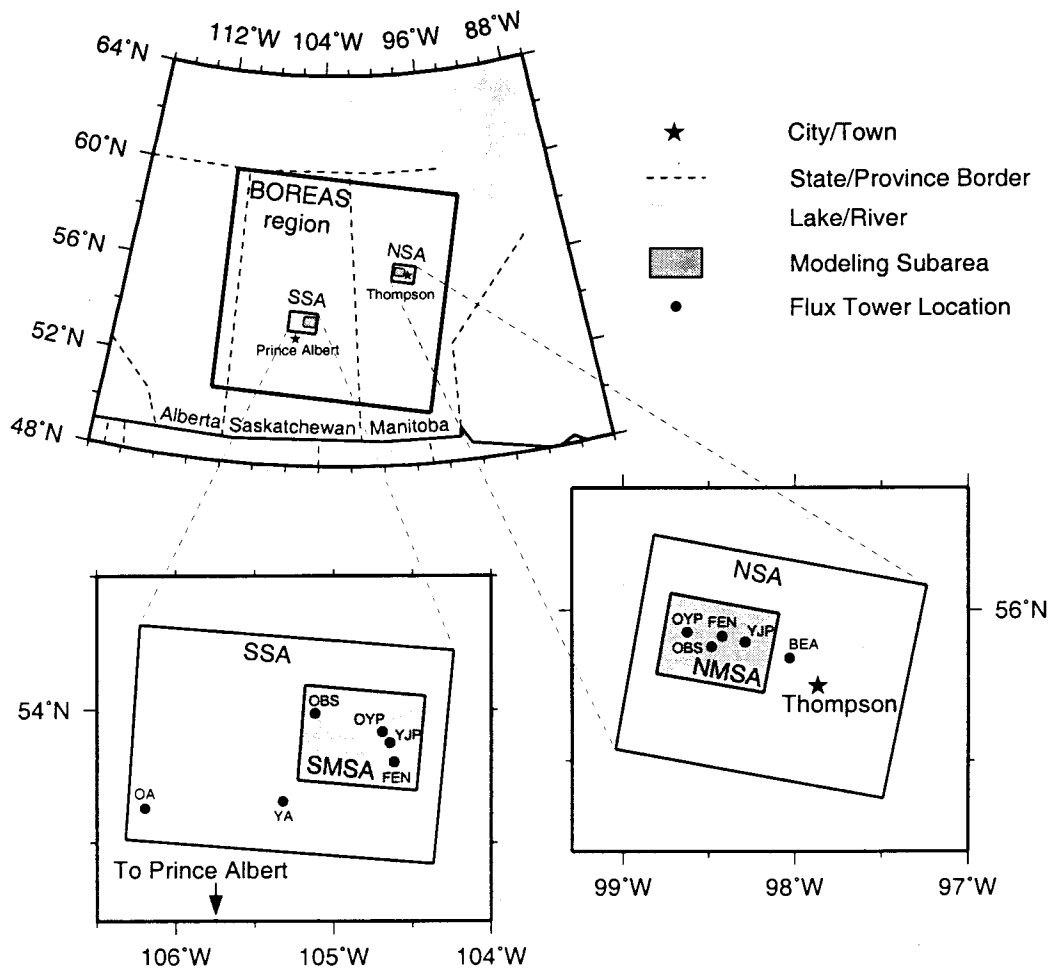 112°W 104°W 96°W 88°W
64°N
60°N
56°N
52°N
48°N
BOREAS
region
NSA
Thompson
SSA
Prince Albert
Alberta Saskatchewan Manitoba
City/Town
State/Province Border
Lake/River
Modeling Subarea
Flux Tower Location
SSA
54°N
OBS
OYP
YJP
SMSA
FEN
OA
YA
To Prince Albert
106°W 105°W 104°W
NSA
56°N
OYP FEN YJP
OBS
BEA
NMSA
Thompson
99°W 98°W 97°W